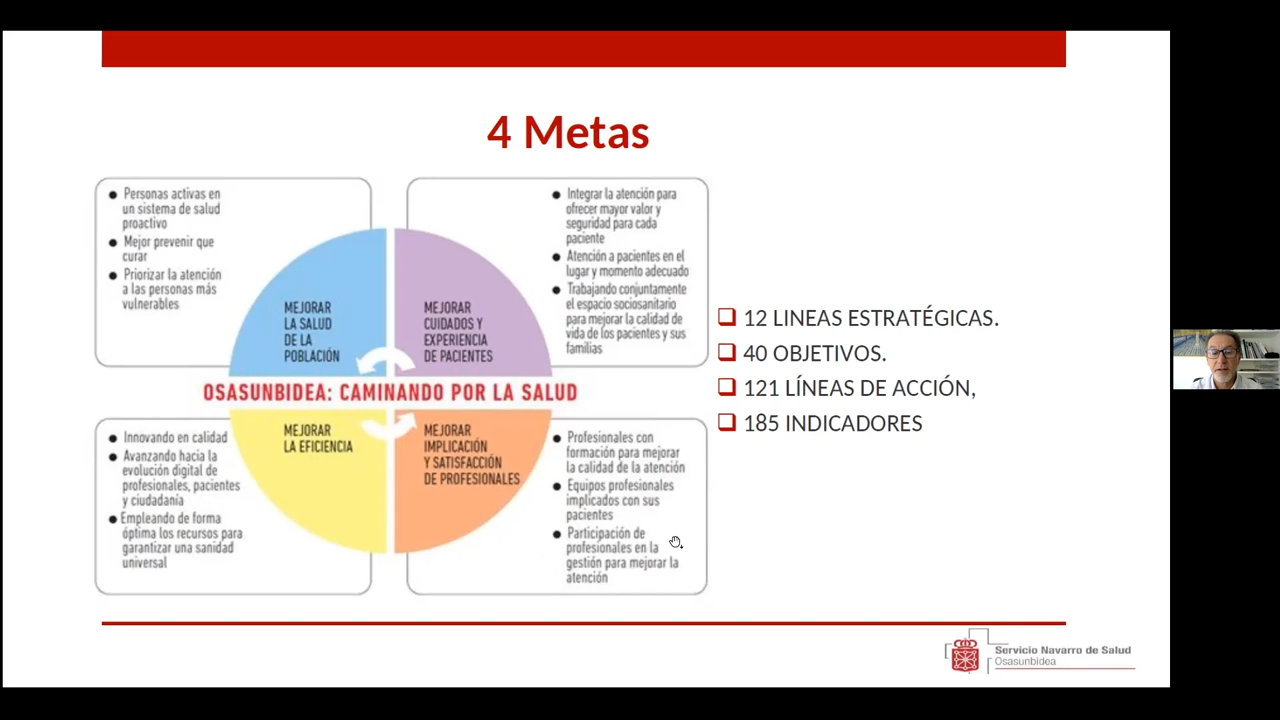 4 Metas
Personas activas en
un sistema de salud
proactivo
Mejor prevenir que
curar
Priorizar la atención
a las personas más
vulnerables
MEJORAR
LA SALUD
DE LA
POBLACIÓN
MEJORAR
CUIDADOS Y
EXPERIENCIA
DE PACIENTES
Integrar la atención para
ofrecer mayor valor y
seguridad para cada
paciente
Atención a pacientes en el
lugar y momento adecuado
Trabajando conjuntamente
el espacio sociosanitario
para mejorar la calidad de
vida de los pacientes y sus
familias
OSASUNBIDEA: CAMINANDO POR LA SALUD
Innovando en calidad
Avanzando hacia la
evolución digital de
profesionales, pacientes
y ciudadanía
Empleando de forma
óptima los recursos para
garantizar una sanidad
universal
MEJORAR
LA EFICIENCIA
MEJORAR
IMPLICACIÓN
Y SATISFACCIÓN
DE PROFESIONALES
Profesionales con
formación para mejorar
la calidad de la atención
Equipos profesionales
implicados con sus
pacientes
Participación de
profesionales en la
gestión para mejorar la
atención
12 LINEAS ESTRATÉGICAS.
40 OBJETIVOS.
121 LÍNEAS DE ACCIÓN,
185 INDICADORES
Servicio Navarro de Salud
Osasunbidea